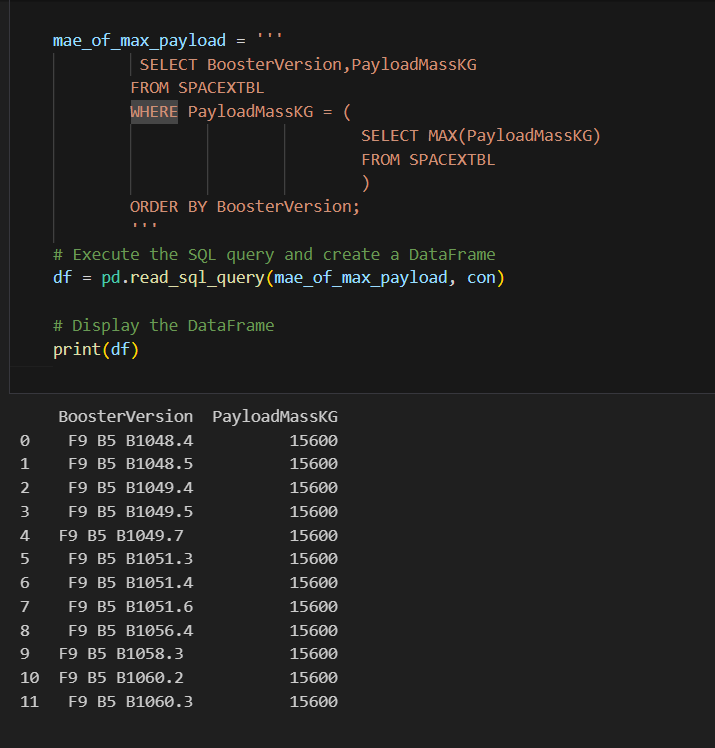 mae_of_max_payload = '''
SELECT BoosterVersion,PayloadMassKG
FROM SPACEXTBL
WHERE PayloadMassKG = (
SELECT MAX(PayloadMassKG)
FROM SPACEXTBL
)
ORDER BY BoosterVersion;
'''
# Execute the SQL query and create a DataFrame
df = pd.read_sql_query(mae_of_max_payload, con)
# Display the DataFrame
print(df)
BoosterVersion PayloadMassKG
0 F9 B5 B1048.4 15600
1 F9 B5 B1048.5 15600
2 F9 B5 B1049.4 15600
3 F9 B5 B1049.5 15600
4 F9 B5 B1049.7 15600
5 F9 B5 B1051.3 15600
6 F9 B5 B1051.4 15600
7 F9 B5 B1051.6 15600
8 F9 B5 B1056.4 15600
9 F9 B5 B1058.3 15600
10 F9 B5 B1060.2 15600
11 F9 B5 B1060.3 15600